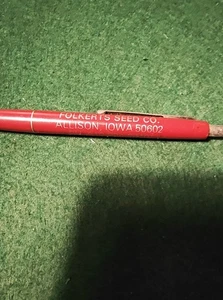 FOLKERTS SEED CO.
ALLISON, IOWA 50602